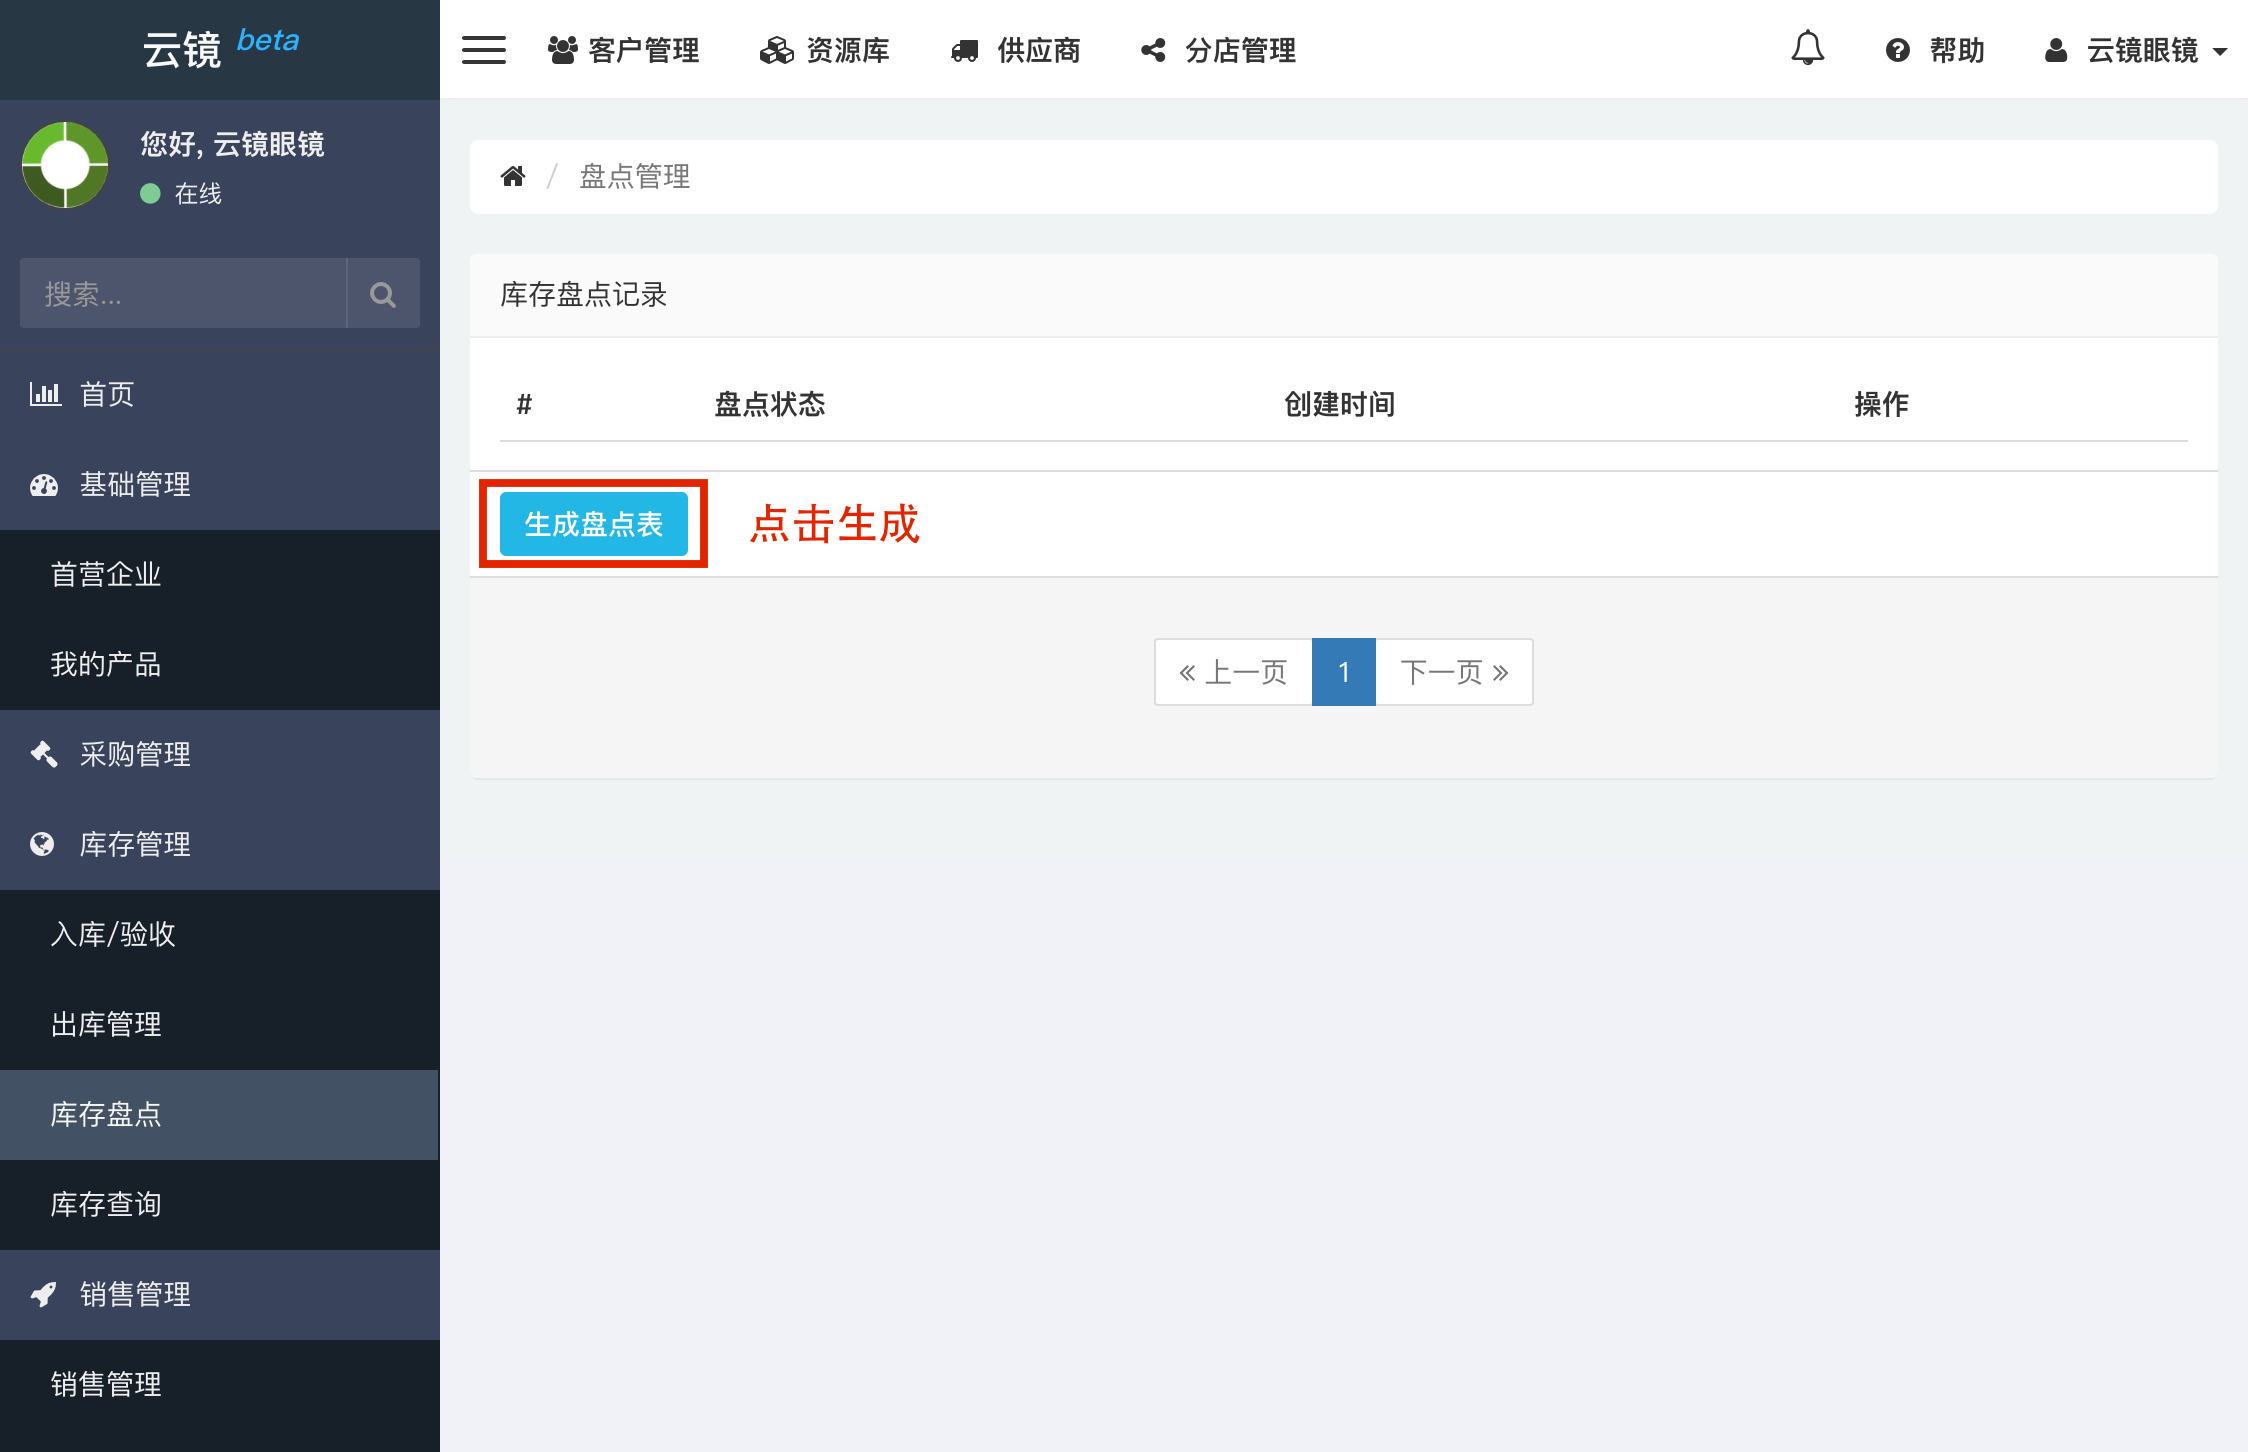 云镜 beta
客户管理 资源库 供应商 分店管理 帮助 云镜眼镜
您好, 云镜眼镜
在线
搜索...
首页
基础管理
首营企业
我的产品
采购管理
库存管理
入库/验收
出库管理
库存盘点
库存查询
销售管理
销售管理
/ 盘点管理
库存盘点记录
# 盘点状态 创建时间 操作
生成盘点表 点击生成
« 上一页 1 下一页 »